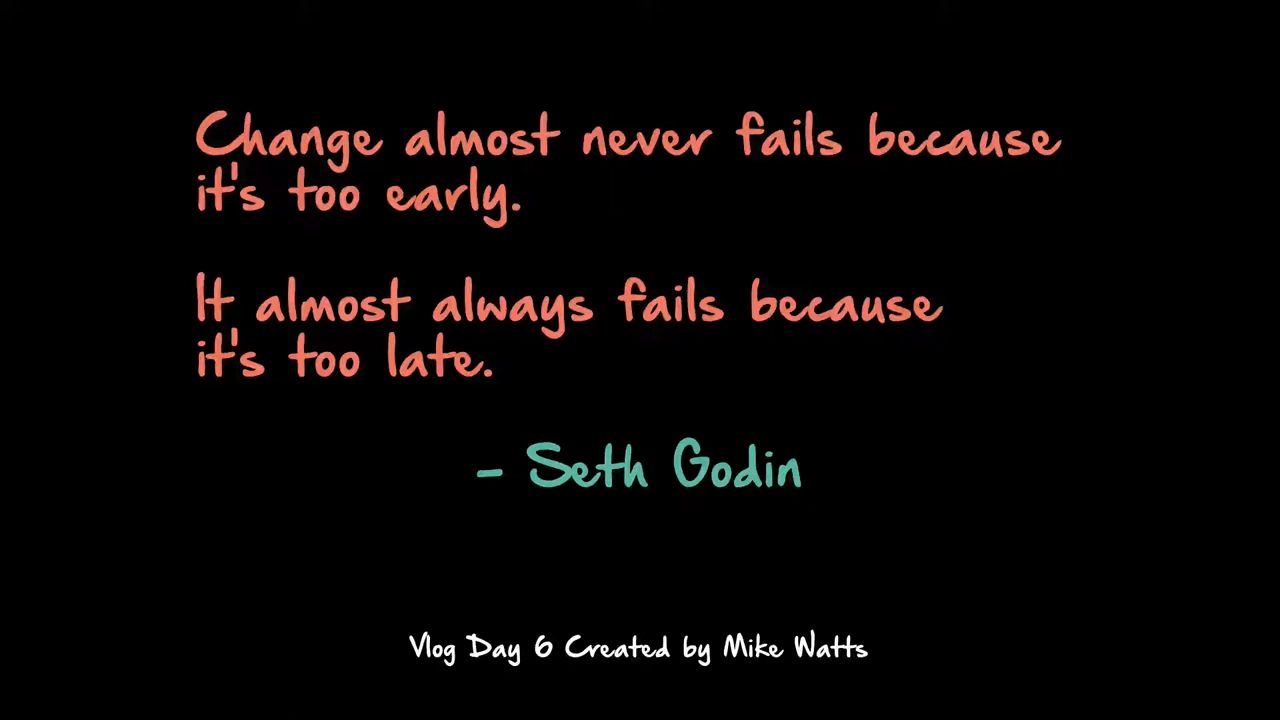 Change almost never fails because
it's too early.
It almost always fails because
it's too late.
- Seth Godin
Vlog Day 6 Created by Mike Watts